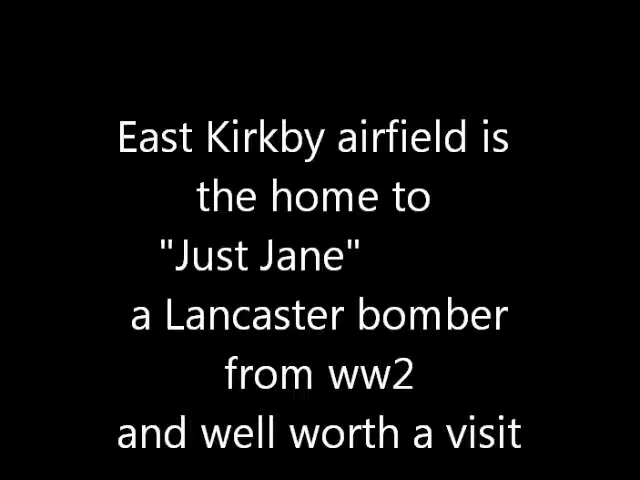 East Kirkby airfield is
the home to
"Just Jane"
a Lancaster bomber
from ww2
and well worth a visit